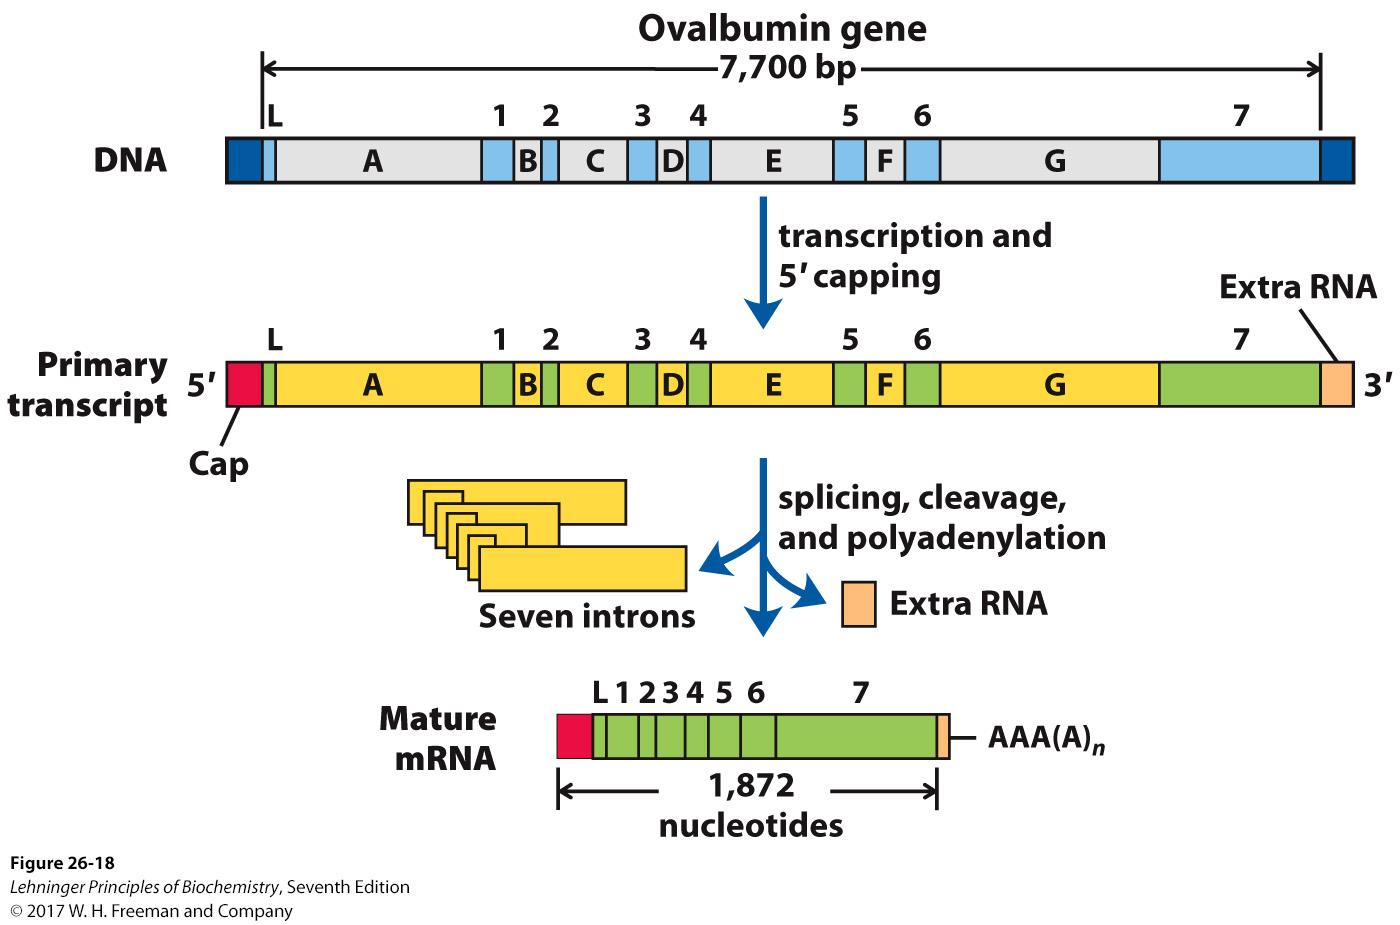 Ovalbumin gene
7,700 bp
L 1 2 3 4 5 6 7
DNA A B C D E F G
transcription and
5′ capping
Extra RNA
L 1 2 3 4 5 6 7
Primary
transcript 5′ A B C D E F G 3′
Cap
splicing, cleavage,
and polyadenylation
Extra RNA
Seven introns
L 1 2 3 4 5 6 7
Mature
mRNA AAA(A)n
1,872
nucleotides
Figure 26-18
Lehninger Principles of Biochemistry, Seventh Edition
© 2017 W. H. Freeman and Company